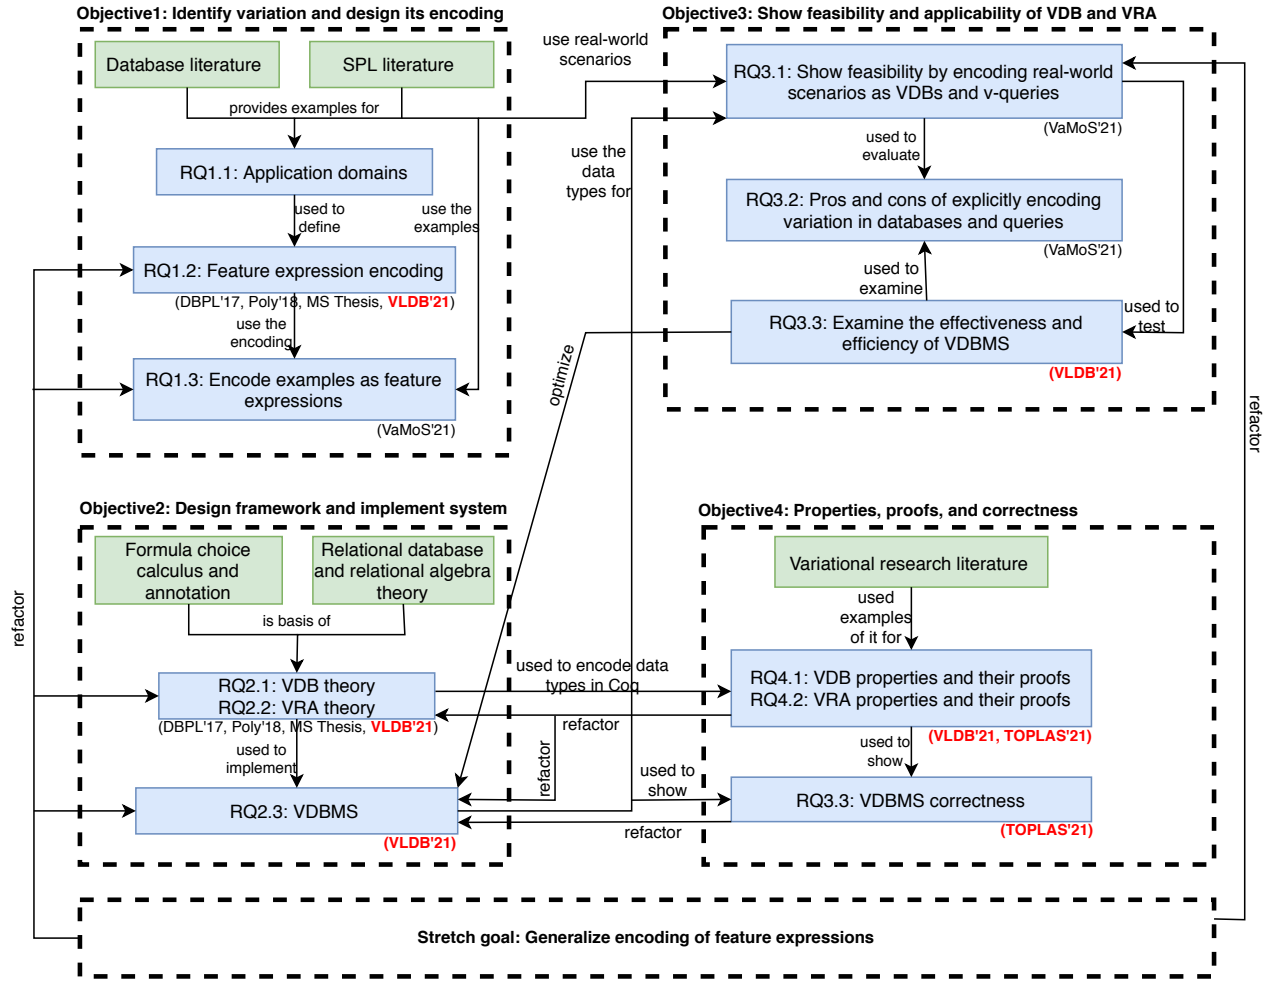 Objective1: Identify variation and design its encoding
Database literature
SPL literature
provides examples for
RQ1.1: Application domains
used to
define
use the
examples
RQ1.2: Feature expression encoding
(DBPL'17, Poly'18, MS Thesis, VLDB'21)
use the
encoding
RQ1.3: Encode examples as feature
expressions
(VaMoS'21)
use real-world
scenarios
Objective3: Show feasibility and applicability of VDB and VRA
RQ3.1: Show feasibility by encoding real-world
scenarios as VDBs and v-queries
(VaMoS'21)
use the
data
types for
used to
evaluate
RQ3.2: Pros and cons of explicitly encoding
variation in databases and queries
(VaMoS'21)
used to
examine
RQ3.3: Examine the effectiveness and
efficiency of VDBMS
(VLDB'21)
used to
test
optimize
refactor
Objective2: Design framework and implement system
Formula choice
calculus and
annotation
Relational database
and relational algebra
theory
is basis of
RQ2.1: VDB theory
RQ2.2: VRA theory
(DBPL'17, Poly'18, MS Thesis, VLDB'21)
used to
implement
RQ2.3: VDBMS
(VLDB'21)
refactor
used to encode data
types in Coq
refactor
refactor
used to
show
refactor
Objective4: Properties, proofs, and correctness
Variational research literature
used
examples
of it for
RQ4.1: VDB properties and their proofs
RQ4.2: VRA properties and their proofs
(VLDB'21, TOPLAS'21)
used to
show
RQ3.3: VDBMS correctness
(TOPLAS'21)
Stretch goal: Generalize encoding of feature expressions